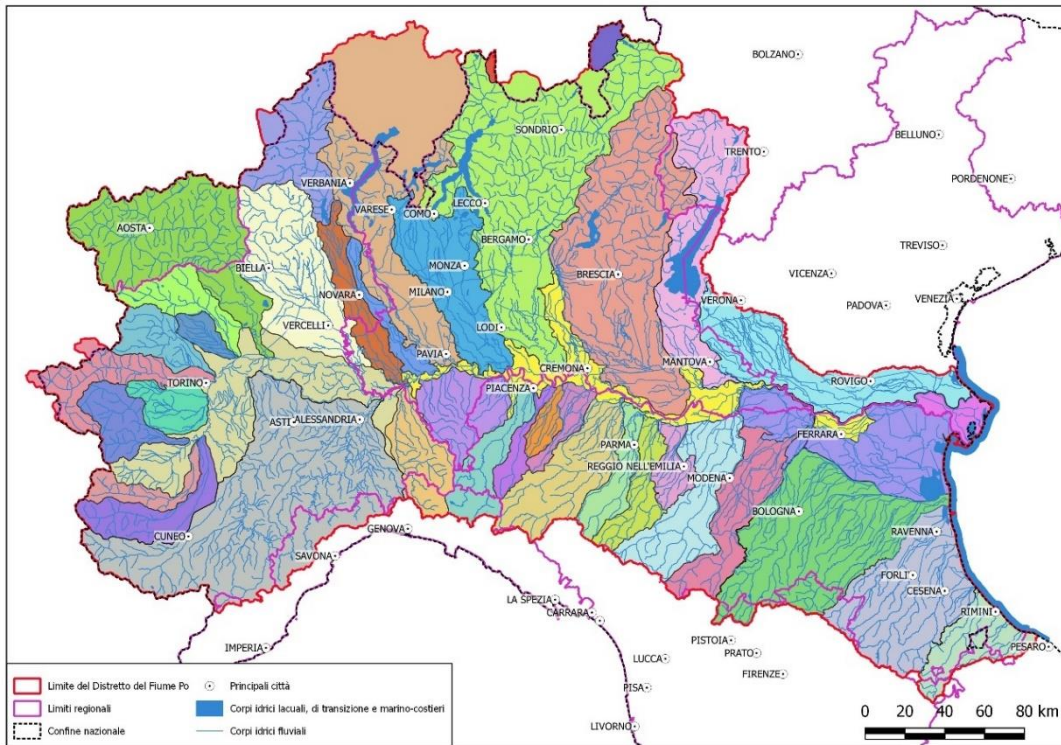 BOLZANO
SONDRIO
BELLUNO
TRENTO
PORDENONE
VERBANIA
VARESE
COMO
LECCO
AOSTA
BERGAMO
TREVISO
BIELLA
MONZA
BRESCIA
VICENZA
NOVARA
MILANO
VERONA
PADOVA
VENEZIA
VERCELLI
LODI
PAVIA
MANTOVA
CREMONA
TORINO
PIACENZA
ROVIGO
ASTI
ALESSANDRIA
FERRARA
PARMA
REGGIO NELL'EMILIA
MODENA
BOLOGNA
CUNEO
GENOVA
RAVENNA
SAVONA
FORLI'
CESENA
LA SPEZIA
CARRARA
RIMINI
IMPERIA
PISTOIA
PRATO
PESARO
LUCCA
FIRENZE
PISA
LIVORNO
Limite del Distretto del Fiume Po
Principali città
Limiti regionali
Corpi idrici lacuali, di transizione e marino-costieri
Confine nazionale
Corpi idrici fluviali
0 20 40 60 80 km